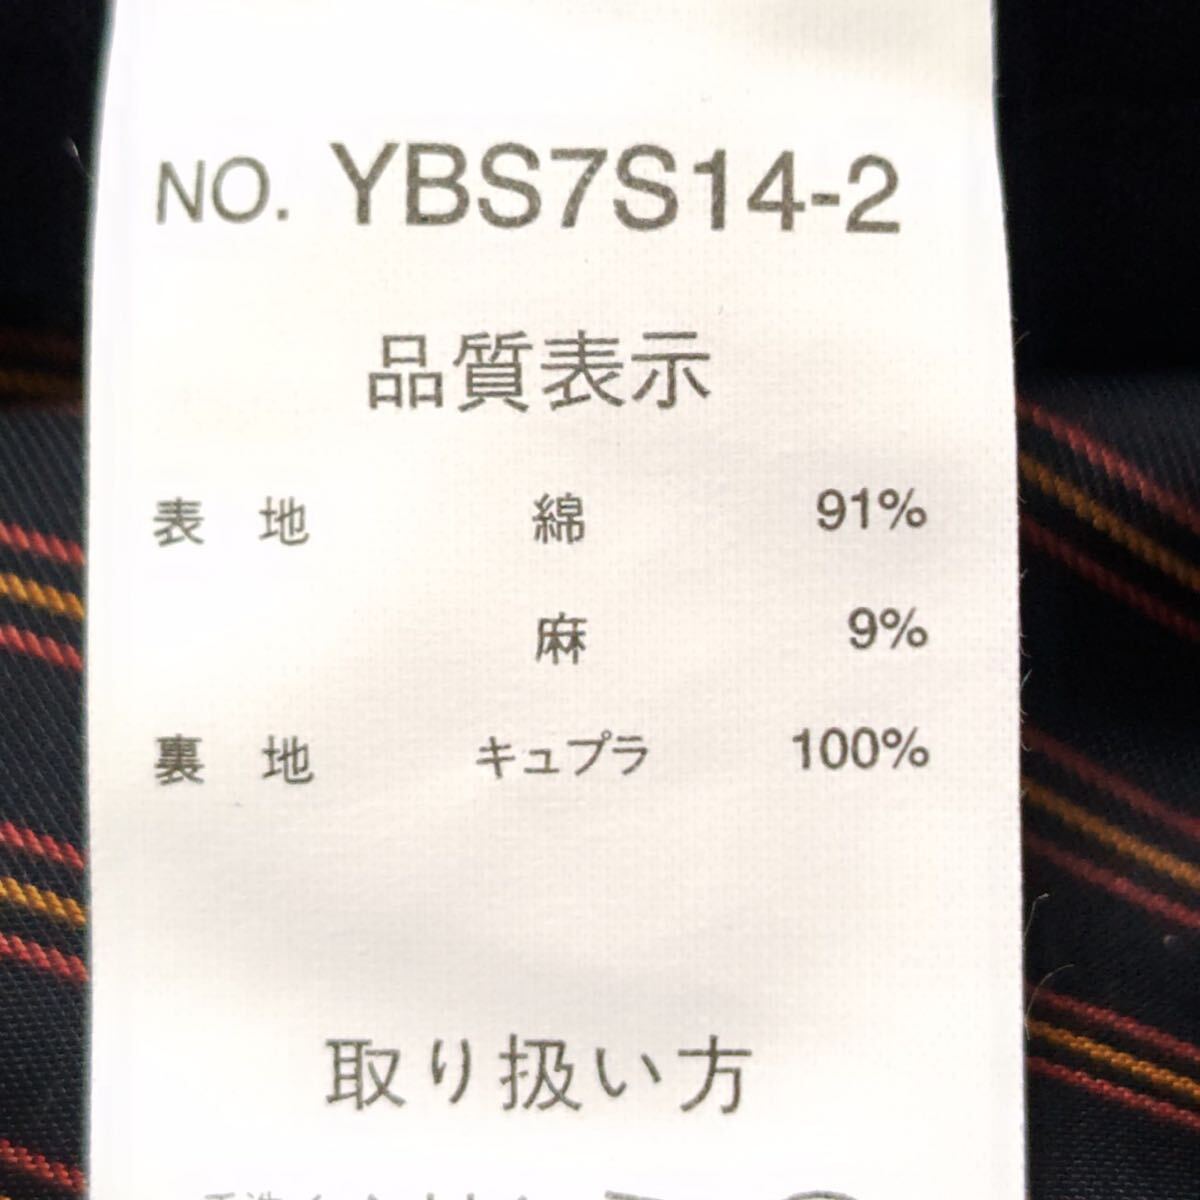 NO. YBS7S14-2
品質表示
表 地 綿 91%
麻 9%
裏 地 キュプラ 100%
取り扱い方